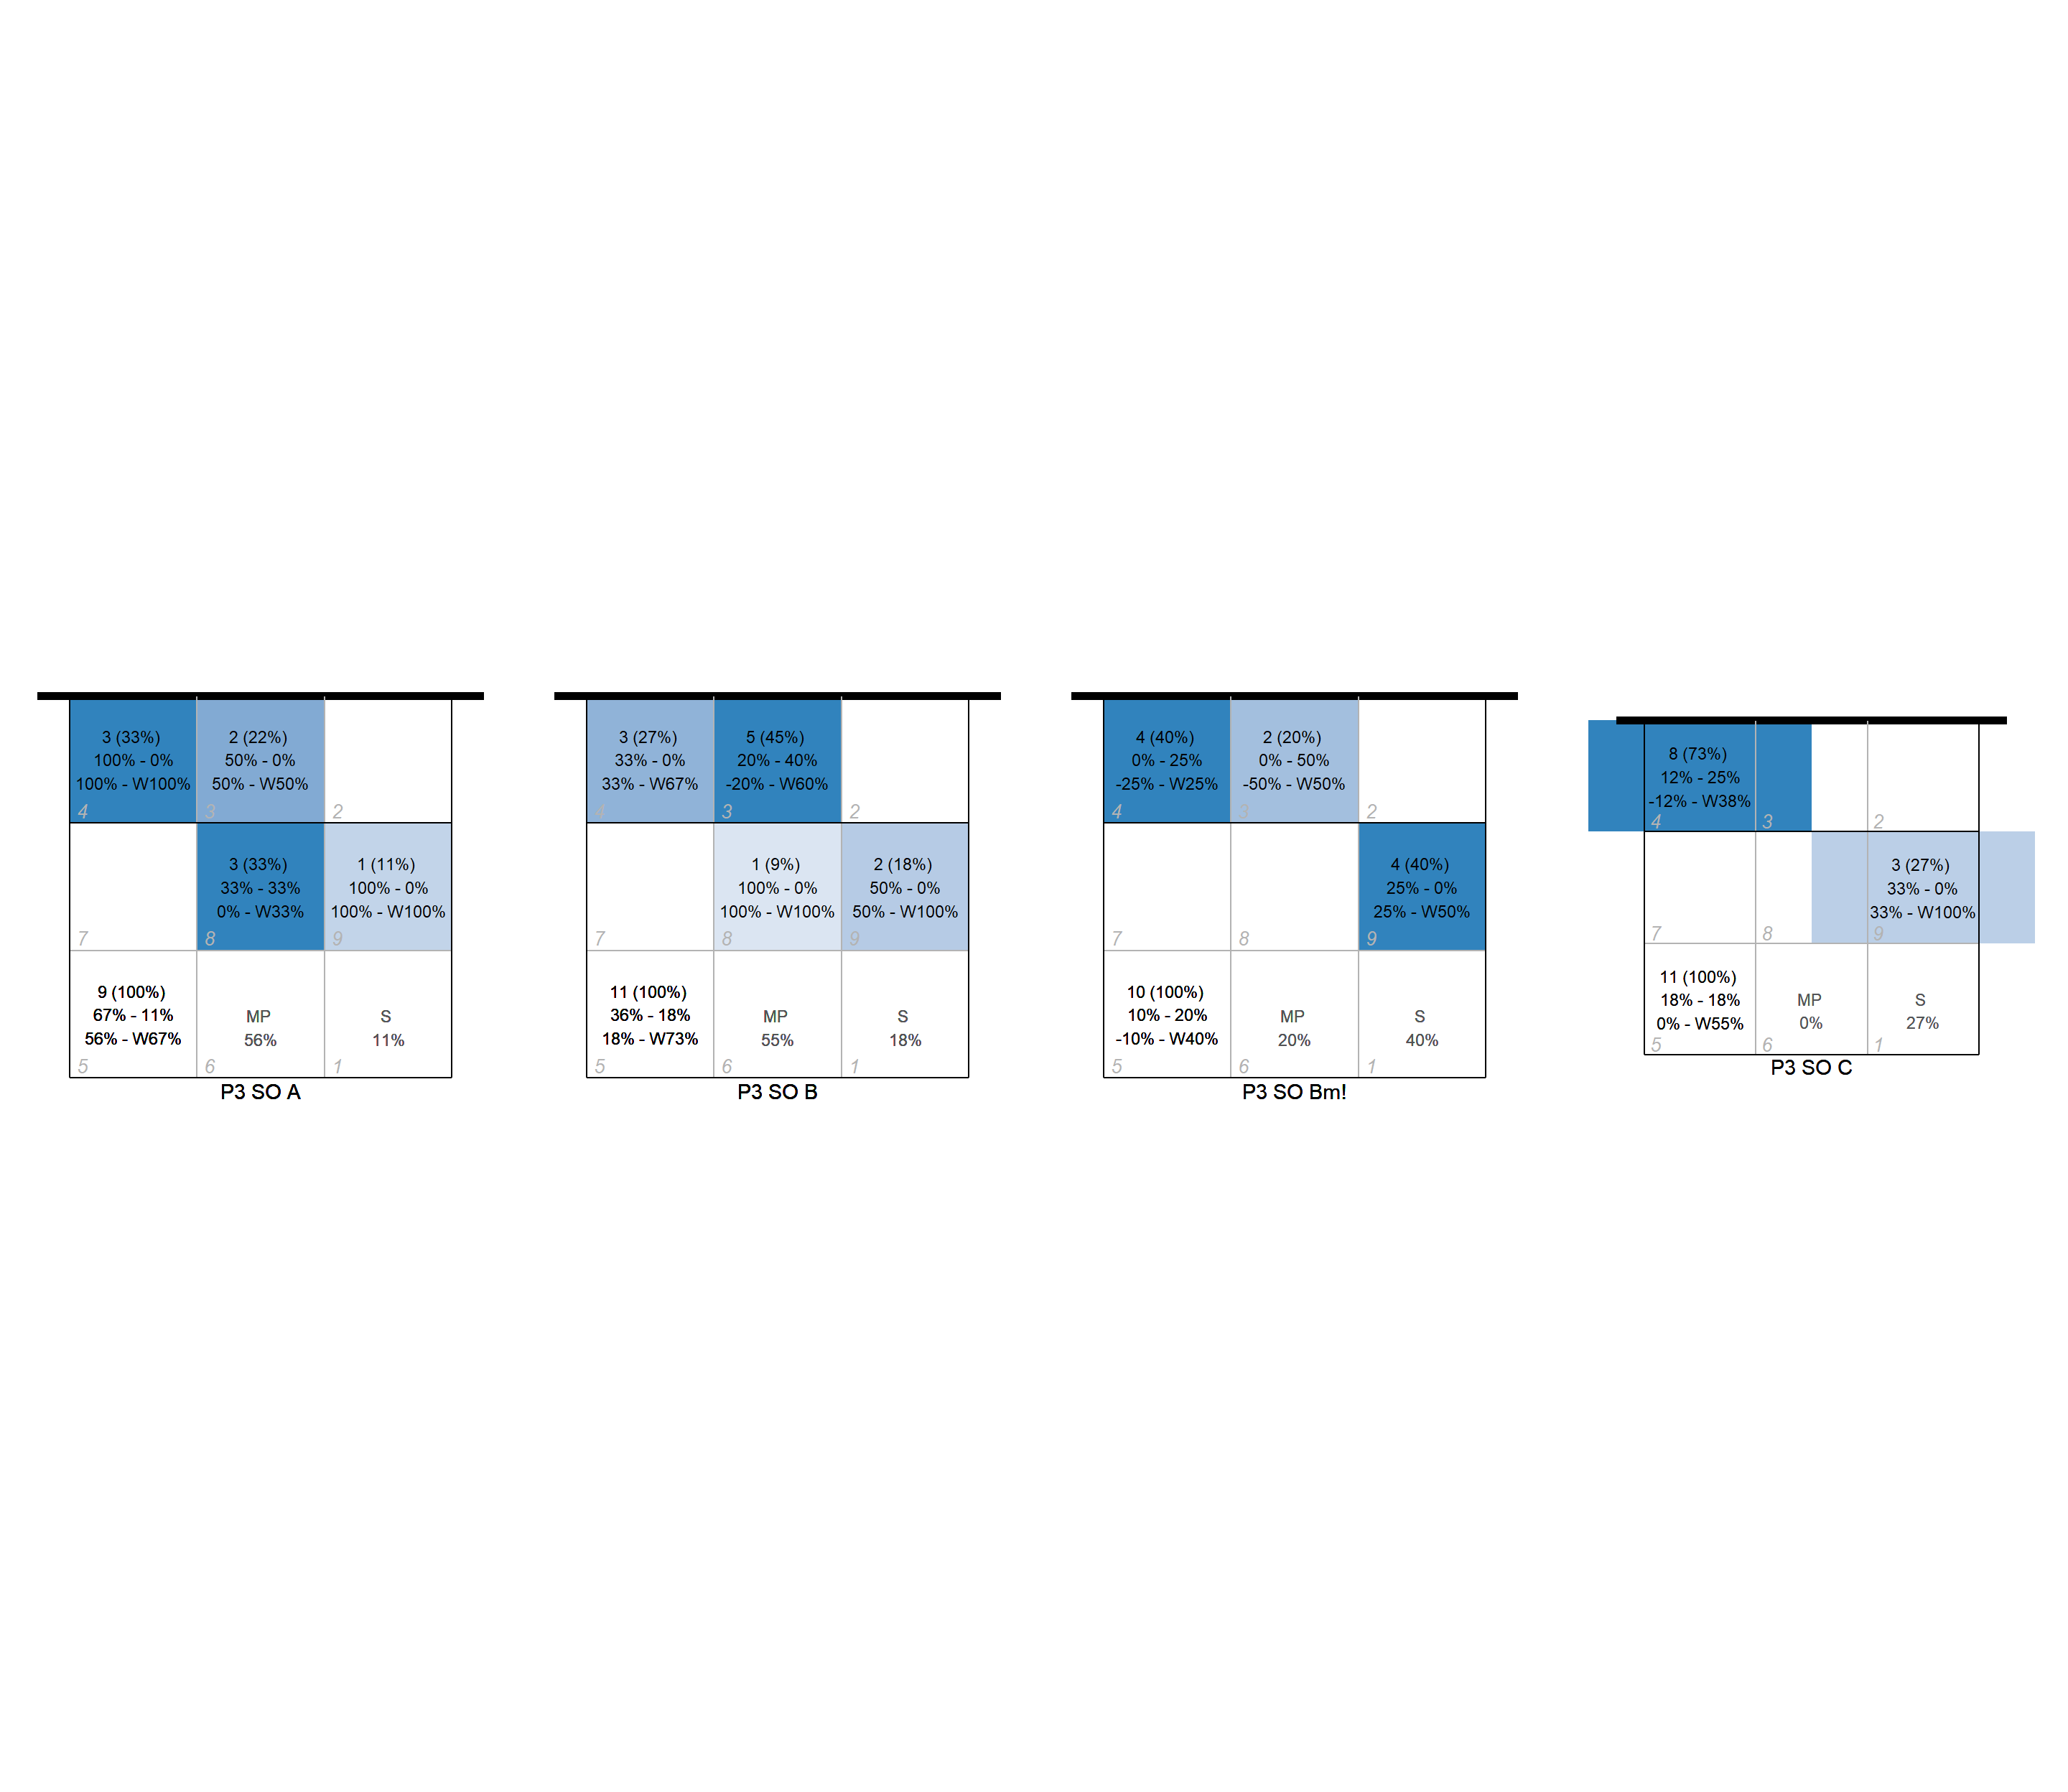 3 (33%)
100% - 0%
100% - W100%
4
2 (22%)
50% - 0%
50% - W50%
3
2
7
3 (33%)
33% - 33%
0% - W33%
8
1 (11%)
100% - 0%
100% - W100%
9
9 (100%)
67% - 11%
56% - W67%
5
MP
56%
6
S
11%
1
P3 SO A
3 (27%)
33% - 0%
33% - W67%
4
5 (45%)
20% - 40%
-20% - W60%
3
2
7
1 (9%)
100% - 0%
100% - W100%
8
2 (18%)
50% - 0%
50% - W100%
9
11 (100%)
36% - 18%
18% - W73%
5
MP
55%
6
S
18%
1
P3 SO B
4 (40%)
0% - 25%
-25% - W25%
4
2 (20%)
0% - 50%
-50% - W50%
3
2
7
8
4 (40%)
25% - 0%
25% - W50%
9
10 (100%)
10% - 20%
-10% - W40%
5
MP
20%
6
S
40%
1
P3 SO Bm!
8 (73%)
12% - 25%
-12% - W38%
4
3
2
7
8
3 (27%)
33% - 0%
33% - W100%
9
11 (100%)
18% - 18%
0% - W55%
5
MP
0%
6
S
27%
1
P3 SO C